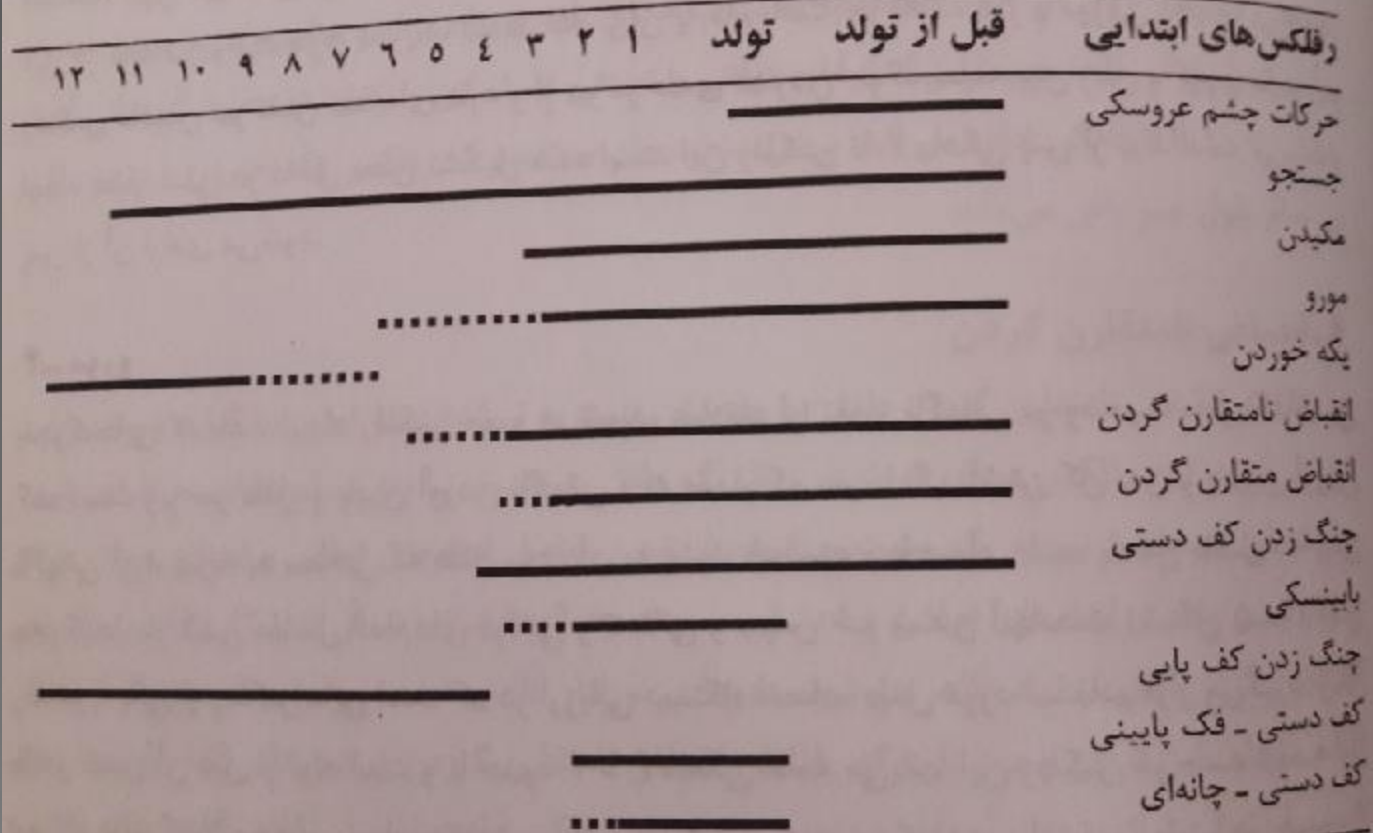 رفلکس‌های ابتدایی قبل از تولد تولد ۱ ۲ ۳ ٤ ٥ ٦ ۷ ۸ ۹ ۱۰ ۱۱ ۱۲
حرکات چشم عروسکی
جستجو
مکیدن
مورو
یکه خوردن
انقباض نامتقارن گردن
انقباض متقارن گردن
چنگ زدن کف دستی
بابینسکی
چنگ زدن کف پایی
کف دستی - فک پایینی
کف دستی - چانه‌ای